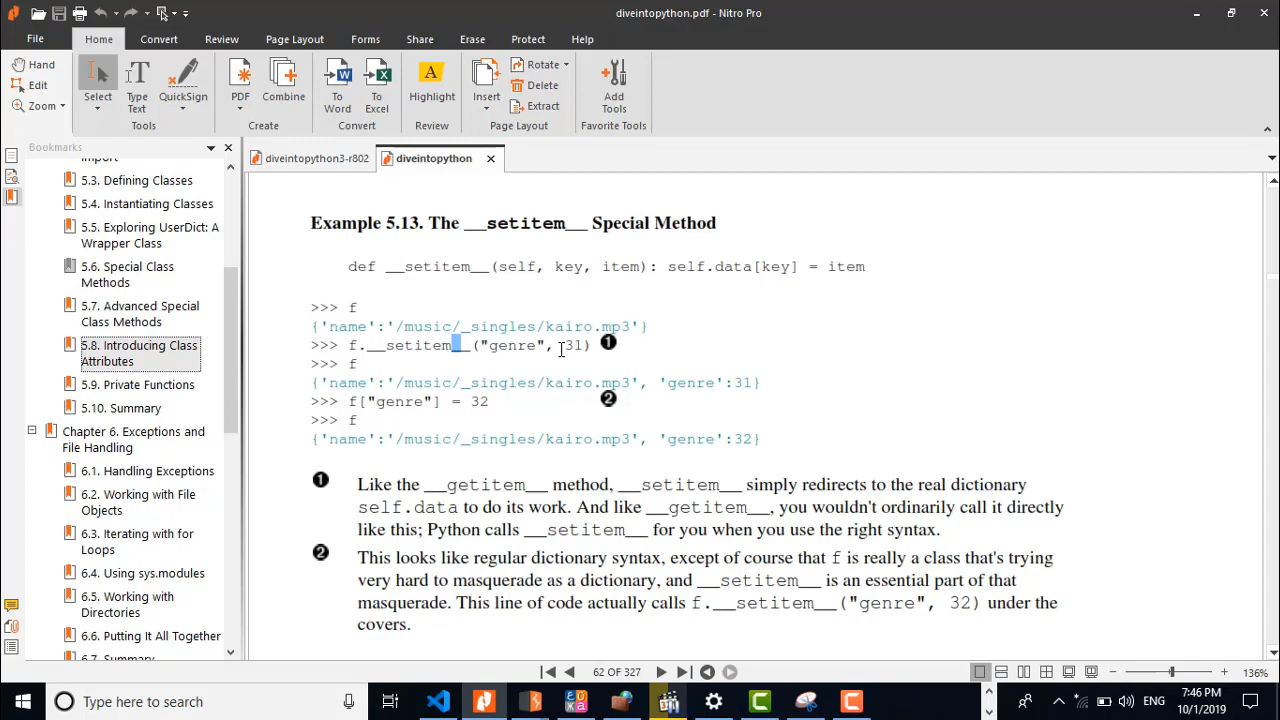 diveintopython.pdf - Nitro Pro
File
Home
Convert
Review
Page Layout
Forms
Share
Erase
Protect
Help
Hand
Edit
Zoom
Select
Type Text
QuickSign
Tools
PDF
Combine
Create
To Word
To Excel
Convert
Highlight
Review
Insert
Rotate
Delete
Extract
Page Layout
Add Tools
Favorite Tools
Bookmarks
diveintopython3-r802
diveintopython
5.3. Defining Classes
5.4. Instantiating Classes
5.5. Exploring UserDict: A
Wrapper Class
5.6. Special Class
Methods
5.7. Advanced Special
Class Methods
5.8. Introducing Class
Attributes
5.9. Private Functions
5.10. Summary
Chapter 6. Exceptions and
File Handling
6.1. Handling Exceptions
6.2. Working with File
Objects
6.3. Iterating with for
Loops
6.4. Using sys.modules
6.5. Working with
Directories
6.6. Putting It All Together
6.7. Summary
Example 5.13. The __setitem__ Special Method
def __setitem__(self, key, item): self.data[key] = item
>>> f
{'name':'/music/_singles/kairo.mp3'}
>>> f.__setitem__("genre", 31) 1
>>> f
{'name':'/music/_singles/kairo.mp3', 'genre':31}
>>> f["genre"] = 32 2
>>> f
{'name':'/music/_singles/kairo.mp3', 'genre':32}
1 Like the __getitem__ method, __setitem__ simply redirects to the real dictionary
self.data to do its work. And like __getitem__, you wouldn't ordinarily call it directly
like this; Python calls __setitem__ for you when you use the right syntax.
2 This looks like regular dictionary syntax, except of course that f is really a class that's trying
very hard to masquerade as a dictionary, and __setitem__ is an essential part of that
masquerade. This line of code actually calls f.__setitem__("genre", 32) under the
covers.
62 OF 327
136%
Type here to search
ENG
7:46 PM
10/1/2019